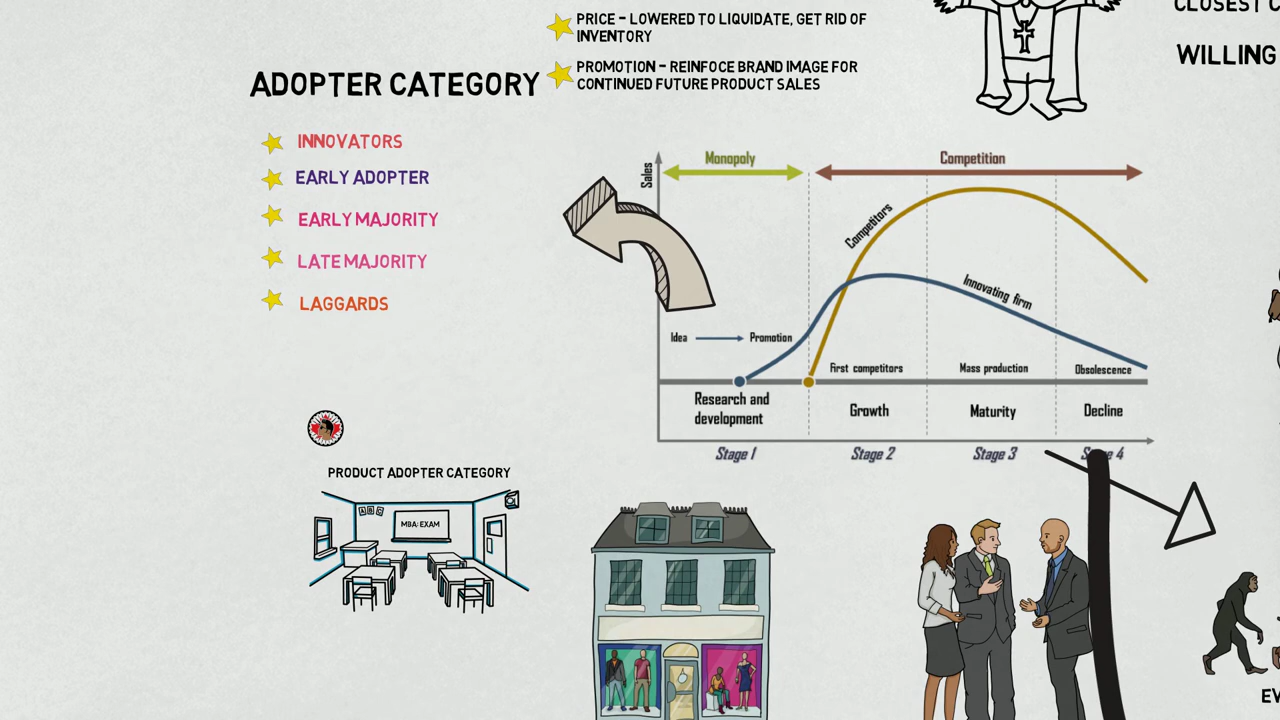 PRICE – LOWERED TO LIQUIDATE, GET RID OF
INVENTORY
PROMOTION – REINFOCE BRAND IMAGE FOR
CONTINUED FUTURE PRODUCT SALES
CLOSEST
WILLING
ADOPTER CATEGORY
INNOVATORS
EARLY ADOPTER
EARLY MAJORITY
LATE MAJORITY
LAGGARDS
Monopoly
Competition
Sales
Competitors
Innovating firm
Idea
Promotion
First competitors
Mass production
Obsolescence
Research and
development
Growth
Maturity
Decline
Stage 1
Stage 2
Stage 3
PRODUCT ADOPTER CATEGORY
A B C
MBA: EXAM